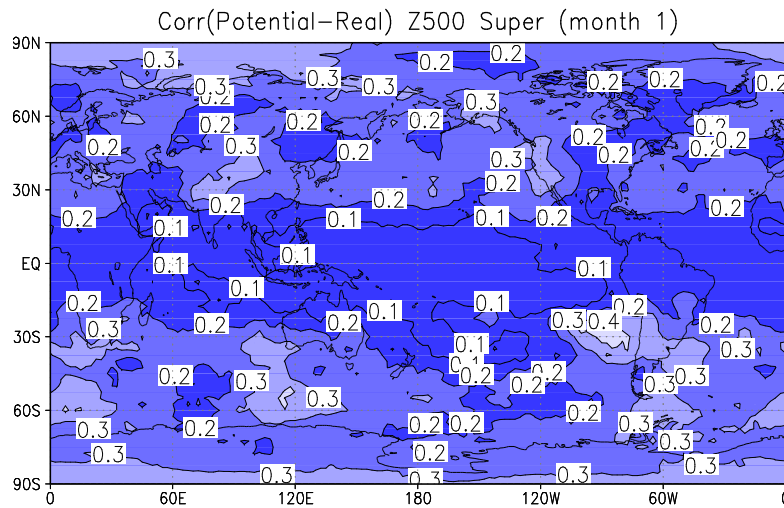 Corr(Potential-Real) Z500 Super (month 1)
90N
0.3 0.2 0.2
0.3 0.3 0.3 0.2 0.2 0.2
0.2 0.3
60N
0.2 0.2 0.2 0.2 0.2
0.2 0.3 0.2 0.3 0.2 0.2
30N
0.2 0.2 0.2 0.2
0.2 0.1 0.1 0.1 0.2
EQ
0.1 0.1 0.1
0.1
0.2 0.1 0.1 0.2
30S
0.3 0.2 0.2 0.3 0.4 0.2
0.1 0.3
0.1
0.2 0.3 0.2 0.2 0.2 0.3 0.3
0.3
60S
0.3 0.2 0.2 0.2 0.2 0.3
0.3 0.2 0.3
0.3 0.3 0.3 0.3
90S
0 60E 120E 180 120W 60W